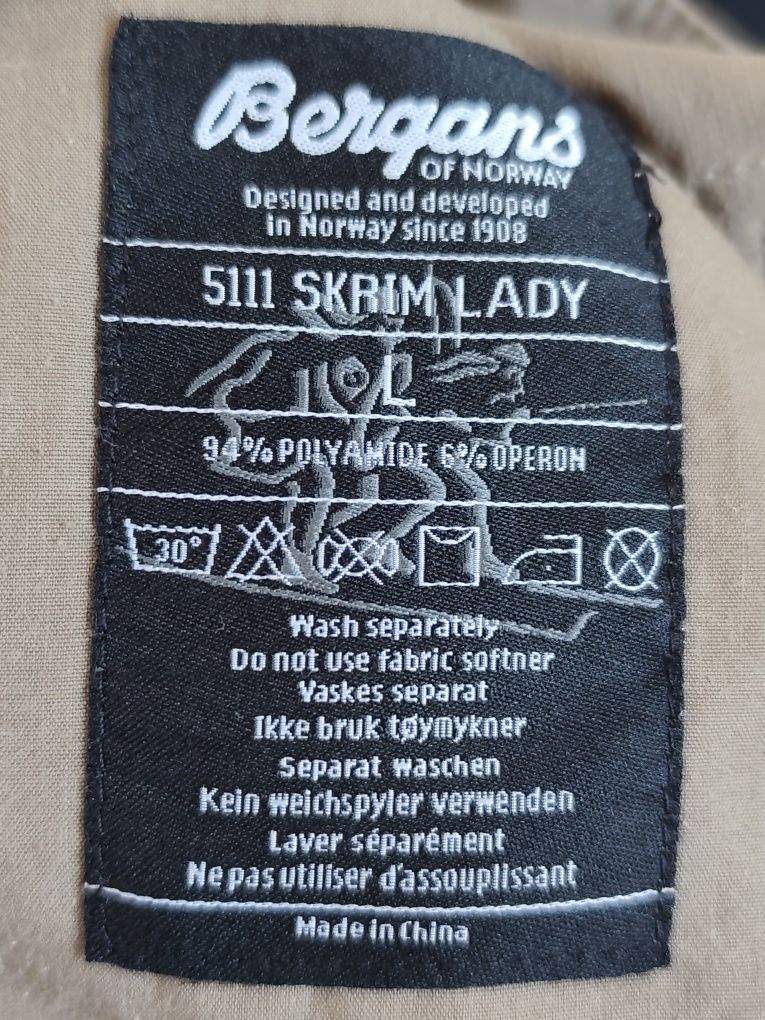 Bergans
OF NORWAY
Designed and developed
in Norway since 1908
5111 SKRIM LADY
L
94% POLYAMIDE 6% OPERON
30°
Wash separately
Do not use fabric softner
Vaskes separat
Ikke bruk tøymykner
Separat waschen
Kein weichspyler verwenden
Laver séparément
Ne pas utiliser d'assouplissant
Made in China